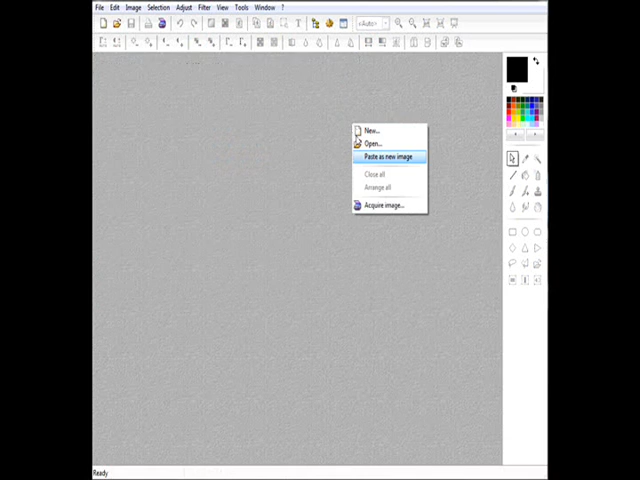 File Edit Image Selection Adjust Filter View Tools Window ?
<Auto>
New...
Open...
Paste as new image
Close all
Arrange all
Acquire image...
Ready